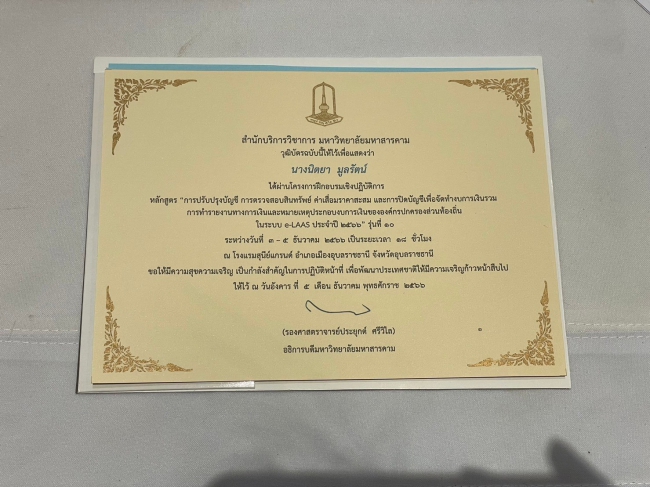 สำนักบริการวิชาการ มหาวิทยาลัยมหาสารคาม
วุฒิบัตรฉบับนี้ให้ไว้เพื่อแสดงว่า
นางนิตยา มูลรัตน์
ได้ผ่านโครงการฝึกอบรมเชิงปฏิบัติการ
หลักสูตร "การปรับปรุงบัญชี การตรวจสอบสินทรัพย์ ค่าเสื่อมราคาสะสม และการปิดบัญชีเพื่อจัดทำงบการเงินรวม
การทำรายงานทางการเงินและหมายเหตุประกอบงบการเงินขององค์กรปกครองส่วนท้องถิ่น
ในระบบ e-LAAS ประจำปี ๒๕๖๖" รุ่นที่ ๑๐
ระหว่างวันที่ ๓ - ๕ ธันวาคม ๒๕๖๖ เป็นระยะเวลา ๑๘ ชั่วโมง
ณ โรงแรมสุนีย์แกรนด์ อำเภอเมืองอุบลราชธานี จังหวัดอุบลราชธานี
ขอให้มีความสุขความเจริญ เป็นกำลังสำคัญในการปฏิบัติหน้าที่ เพื่อพัฒนาประเทศชาติให้มีความเจริญก้าวหน้าสืบไป
ให้ไว้ ณ วันอังคาร ที่ ๕ เดือน ธันวาคม พุทธศักราช ๒๕๖๖
(รองศาสตราจารย์ประยุกต์ ศรีวิไล)
อธิการบดีมหาวิทยาลัยมหาสารคาม